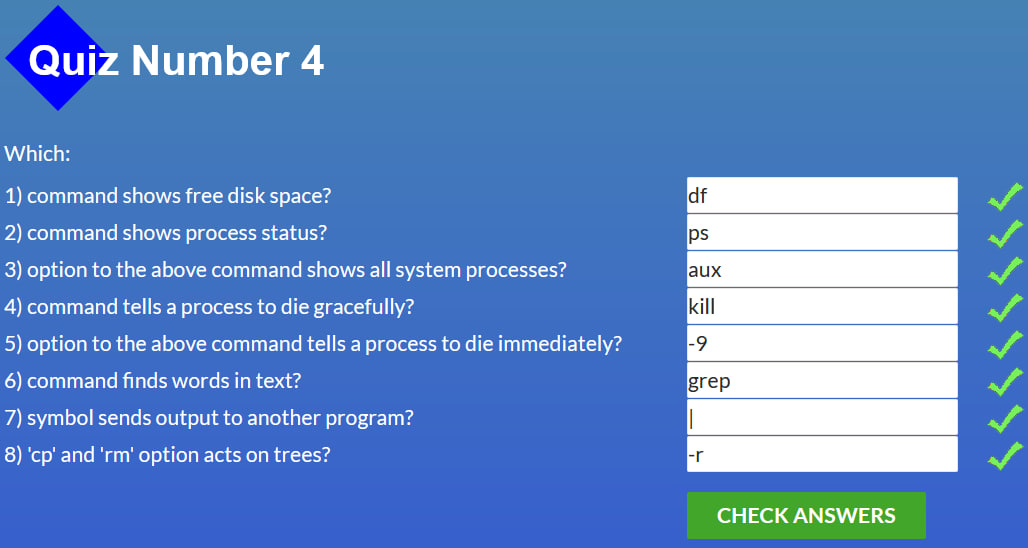 Quiz Number 4
Which:
1) command shows free disk space? df
2) command shows process status? ps
3) option to the above command shows all system processes? aux
4) command tells a process to die gracefully? kill
5) option to the above command tells a process to die immediately? -9
6) command finds words in text? grep
7) symbol sends output to another program? |
8) 'cp' and 'rm' option acts on trees? -r
CHECK ANSWERS